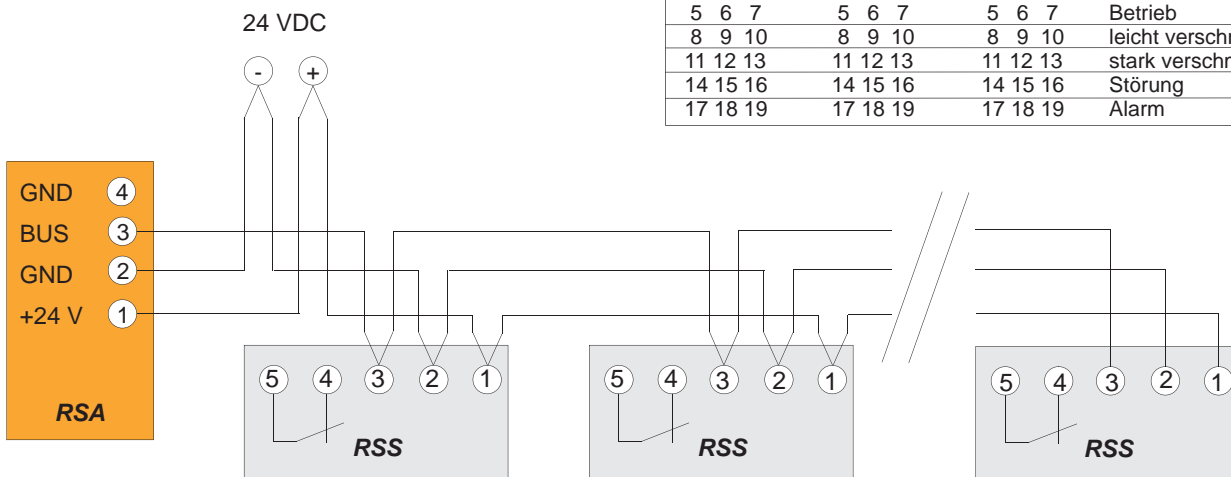 5 6 7 5 6 7 5 6 7 Betrieb
24 VDC
8 9 10 8 9 10 8 9 10 leicht verschr
11 12 13 11 12 13 11 12 13 stark verschr
- +
14 15 16 14 15 16 14 15 16 Störung
17 18 19 17 18 19 17 18 19 Alarm
GND 4
BUS 3
GND 2
+24 V 1
RSA
5 4 3 2 1
RSS
5 4 3 2 1
RSS
5 4 3 2 1
RSS